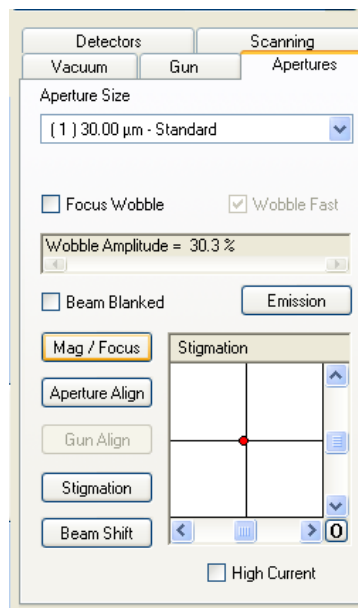 Detectors
Scanning
Vacuum
Gun
Apertures
Aperture Size
( 1 ) 30.00 µm - Standard
Focus Wobble
Wobble Fast
Wobble Amplitude = 30.3 %
Beam Blanked
Emission
Mag / Focus
Stigmation
Aperture Align
Gun Align
Stigmation
Beam Shift
0
High Current